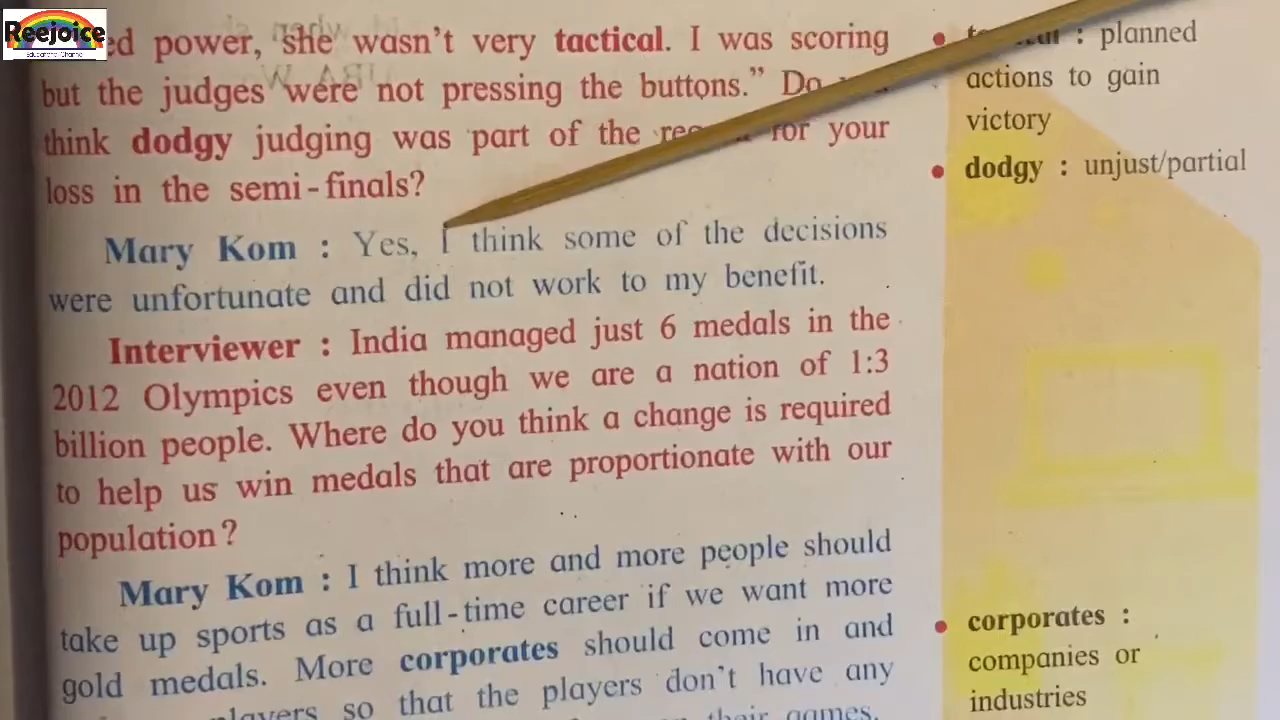 Reejoice
Educational Channel
ed power, she wasn't very tactical. I was scoring
but the judges were not pressing the buttons." Do
think dodgy judging was part of the for your
loss in the semi-finals?
Mary Kom : Yes, I think some of the decisions
were unfortunate and did not work to my benefit.
Interviewer : India managed just 6 medals in the
2012 Olympics even though we are a nation of 1:3
billion people. Where do you think a change is required
to help us win medals that are proportionate with our
population?
Mary Kom : I think more and more people should
take up sports as a full-time career if we want more
gold medals. More corporates should come in and
players so that the players don't have any
their games.
: planned
actions to gain
victory
• dodgy : unjust/partial
• corporates :
companies or
industries